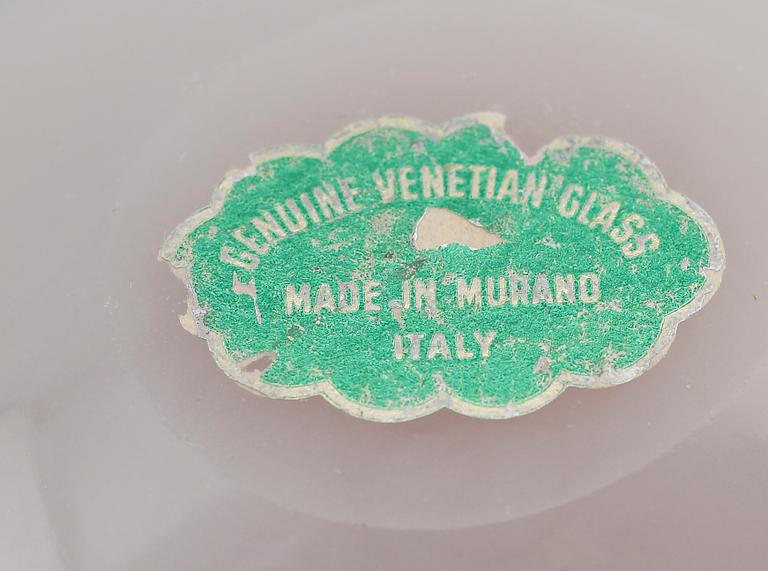 GENUINE VENETIAN GLASS
MADE IN MURANO
ITALY